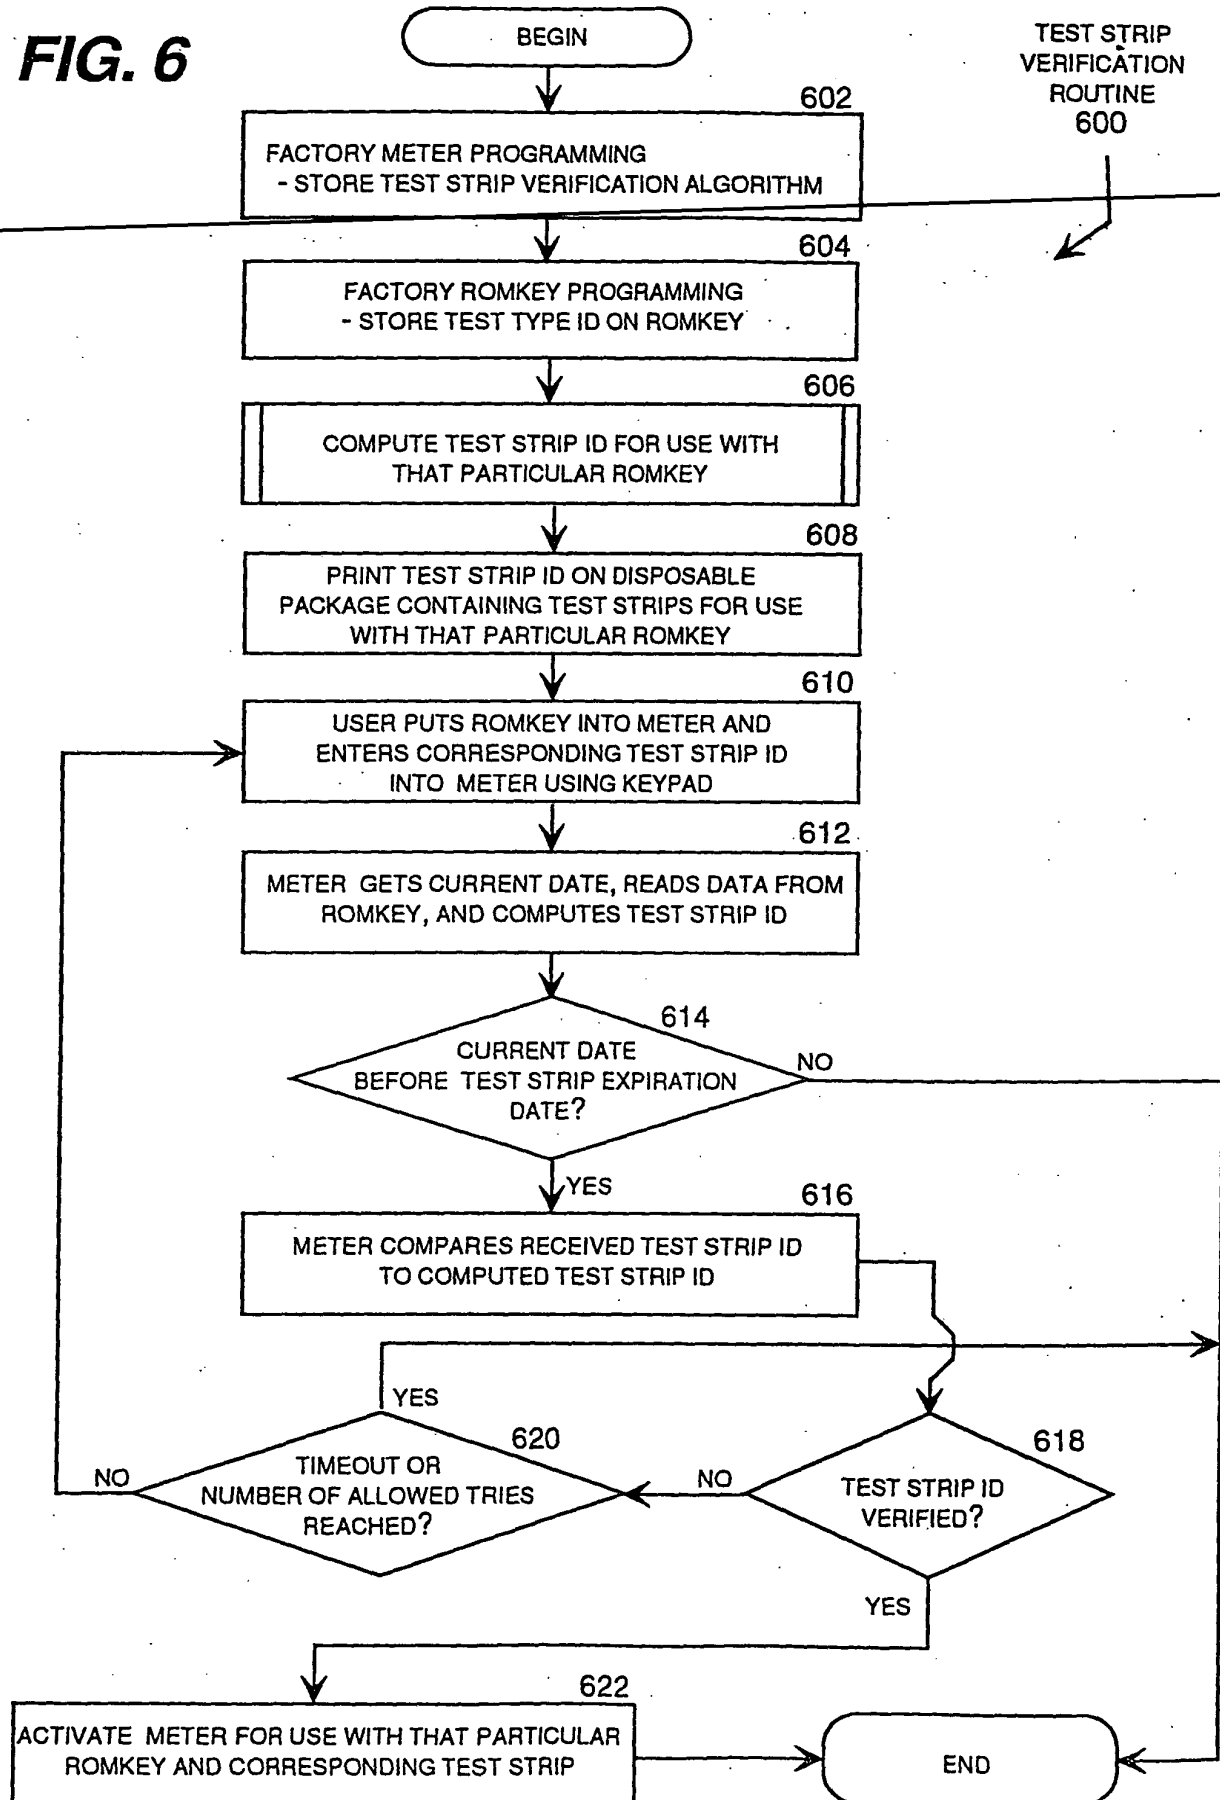 FIG. 6
BEGIN
TEST STRIP
VERIFICATION
ROUTINE
600
602
FACTORY METER PROGRAMMING
- STORE TEST STRIP VERIFICATION ALGORITHM
604
FACTORY ROMKEY PROGRAMMING
- STORE TEST TYPE ID ON ROMKEY
606
COMPUTE TEST STRIP ID FOR USE WITH
THAT PARTICULAR ROMKEY
608
PRINT TEST STRIP ID ON DISPOSABLE
PACKAGE CONTAINING TEST STRIPS FOR USE
WITH THAT PARTICULAR ROMKEY
610
USER PUTS ROMKEY INTO METER AND
ENTERS CORRESPONDING TEST STRIP ID
INTO METER USING KEYPAD
612
METER GETS CURRENT DATE, READS DATA FROM
ROMKEY, AND COMPUTES TEST STRIP ID
614
CURRENT DATE
BEFORE TEST STRIP EXPIRATION
DATE?
NO
YES
616
METER COMPARES RECEIVED TEST STRIP ID
TO COMPUTED TEST STRIP ID
YES
620
TIMEOUT OR
NUMBER OF ALLOWED TRIES
REACHED?
NO
NO
618
TEST STRIP ID
VERIFIED?
YES
622
ACTIVATE METER FOR USE WITH THAT PARTICULAR
ROMKEY AND CORRESPONDING TEST STRIP
END